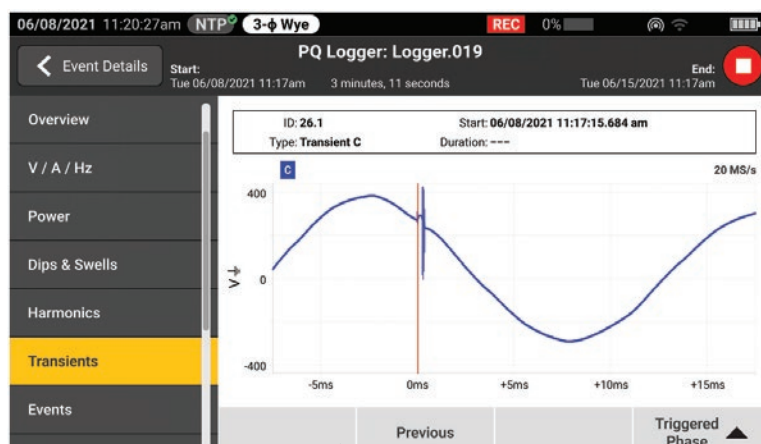 06/08/2021 11:20:27am NTP 3-ɸ Wye REC 0%
Event Details
PQ Logger: Logger.019
Start:
Tue 06/08/2021 11:17am
3 minutes, 11 seconds
End:
Tue 06/15/2021 11:17am
Overview
V / A / Hz
Power
Dips & Swells
Harmonics
Transients
Events
ID: 26.1 Start: 06/08/2021 11:17:15.684 am
Type: Transient C Duration: ---
C 20 MS/s
400
0
-400
V
-5ms 0ms +5ms +10ms +15ms
Previous
Triggered
Phase